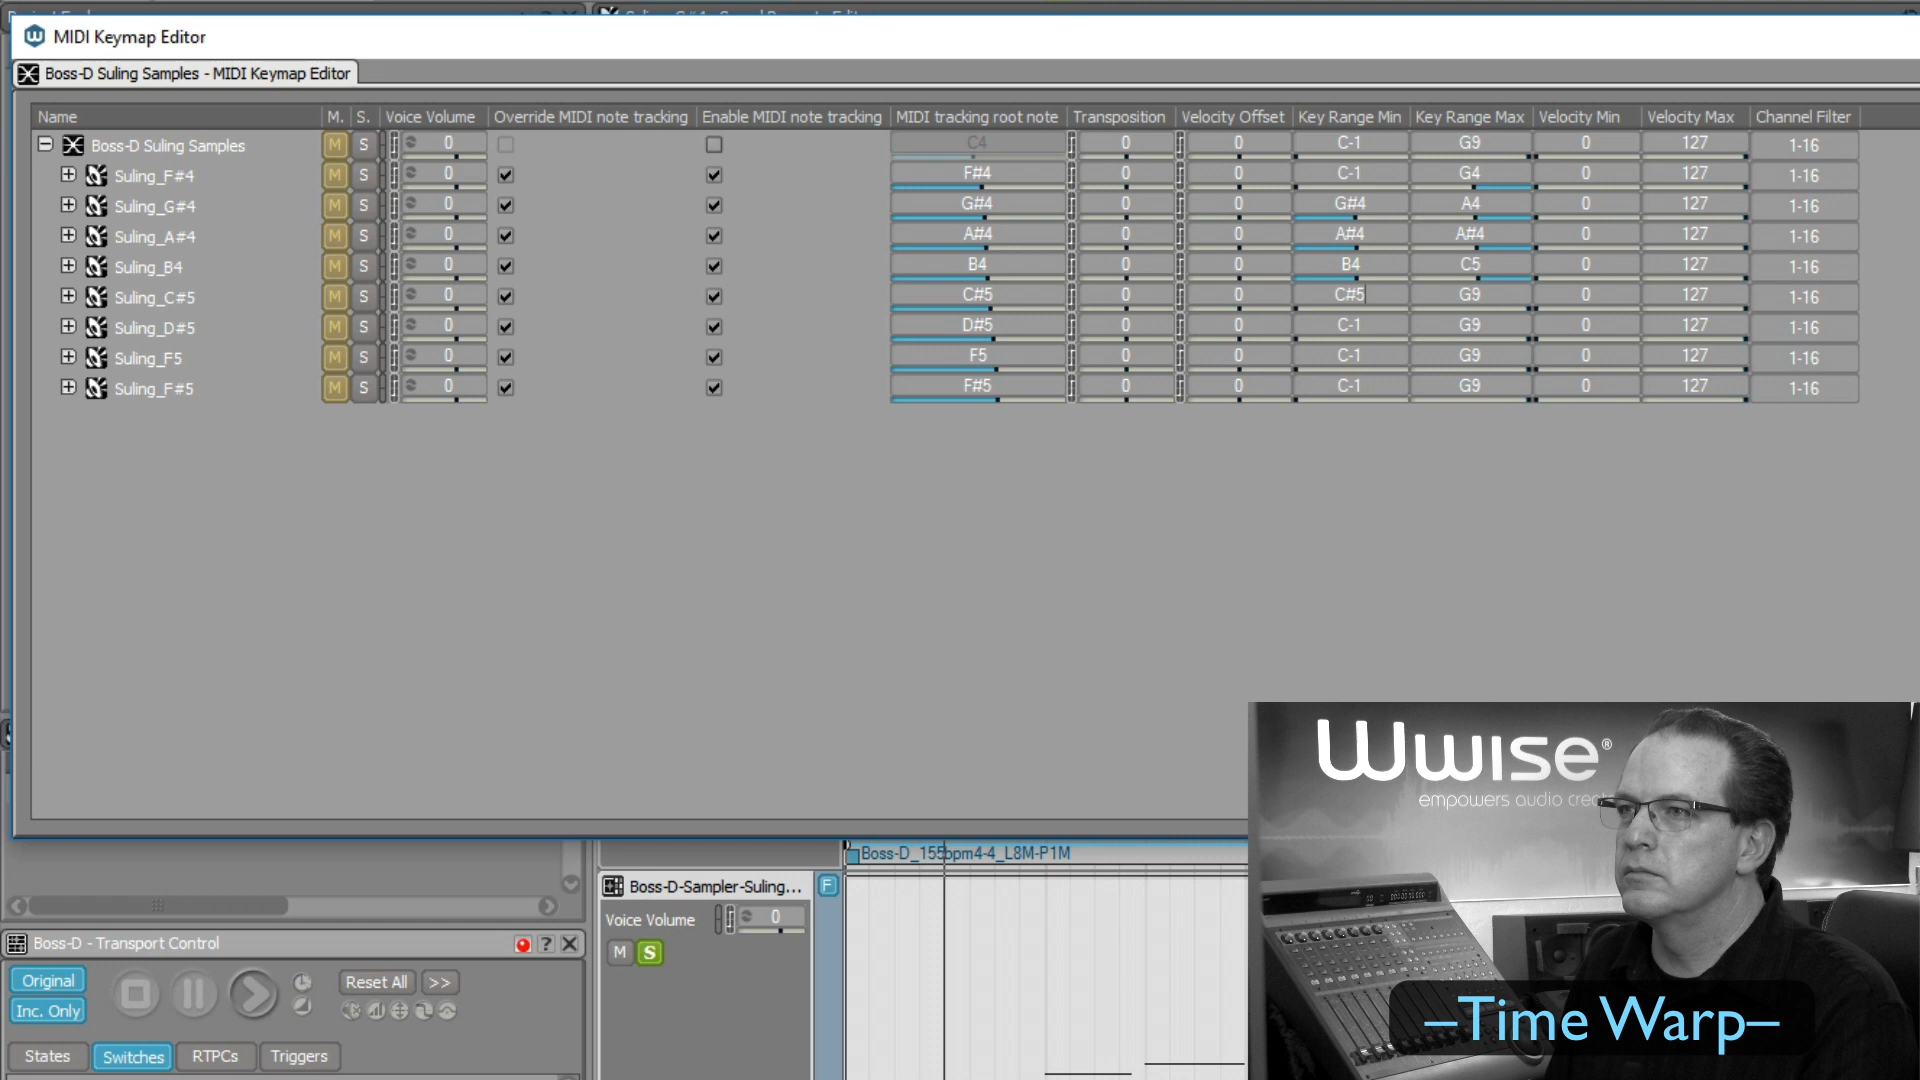 MIDI Keymap Editor
Boss-D Suling Samples - MIDI Keymap Editor
Name M. S. Voice Volume Override MIDI note tracking Enable MIDI note tracking MIDI tracking root note Transposition Velocity Offset Key Range Min Key Range Max Velocity Min Velocity Max Channel Filter
Boss-D Suling Samples M S 0 C4 0 0 C-1 G9 0 127 1-16
Suling_F#4 M S 0 F#4 0 0 C-1 G4 0 127 1-16
Suling_G#4 M S 0 G#4 0 0 G#4 A4 0 127 1-16
Suling_A#4 M S 0 A#4 0 0 A#4 A#4 0 127 1-16
Suling_B4 M S 0 B4 0 0 B4 C5 0 127 1-16
Suling_C#5 M S 0 C#5 0 0 C#5 G9 0 127 1-16
Suling_D#5 M S 0 D#5 0 0 C-1 G9 0 127 1-16
Suling_F5 M S 0 F5 0 0 C-1 G9 0 127 1-16
Suling_F#5 M S 0 F#5 0 0 C-1 G9 0 127 1-16
Wwise®
empowers audio
Boss-D_155bpm4-4_L8M-P1M
Boss-D-Sampler-Suling... F
Voice Volume 0
M S
Boss-D - Transport Control ?
Original
Inc. Only
Reset All >>
States Switches RTPCs Triggers
–Time Warp–